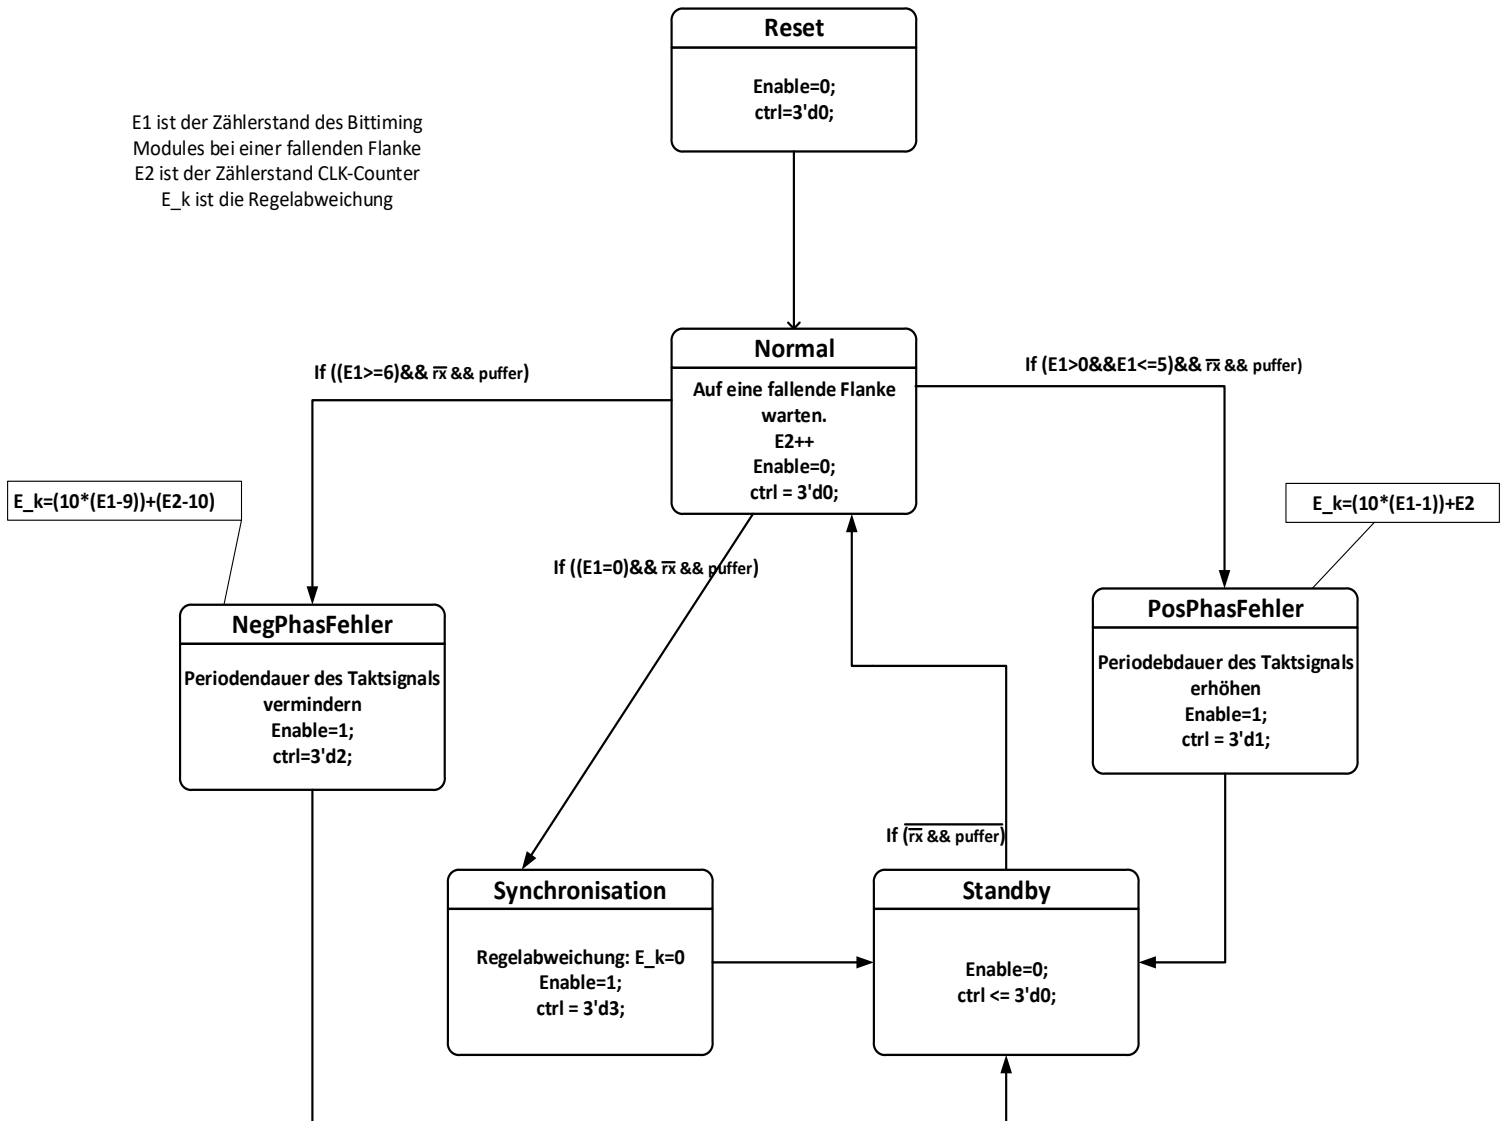 Reset
Enable=0;
ctrl=3'd0;
E1 ist der Zählerstand des Bittiming
Modules bei einer fallenden Flanke
E2 ist der Zählerstand CLK-Counter
E_k ist die Regelabweichung
Normal
Auf eine fallende Flanke
warten.
E2++
Enable=0;
ctrl = 3'd0;
If ((E1>=6)&& r̅x̅ && puffer)
If (E1>0&&E1<=5)&& r̅x̅ && puffer)
E_k=(10*(E1-9))+(E2-10)
E_k=(10*(E1-1))+E2
If ((E1=0)&& r̅x̅ && puffer)
NegPhasFehler
Periodendauer des Taktsignals
vermindern
Enable=1;
ctrl=3'd2;
PosPhasFehler
Periodebdauer des Taktsignals
erhöhen
Enable=1;
ctrl = 3'd1;
If (r̅x̅ && puffer)
Synchronisation
Regelabweichung: E_k=0
Enable=1;
ctrl = 3'd3;
Standby
Enable=0;
ctrl <= 3'd0;